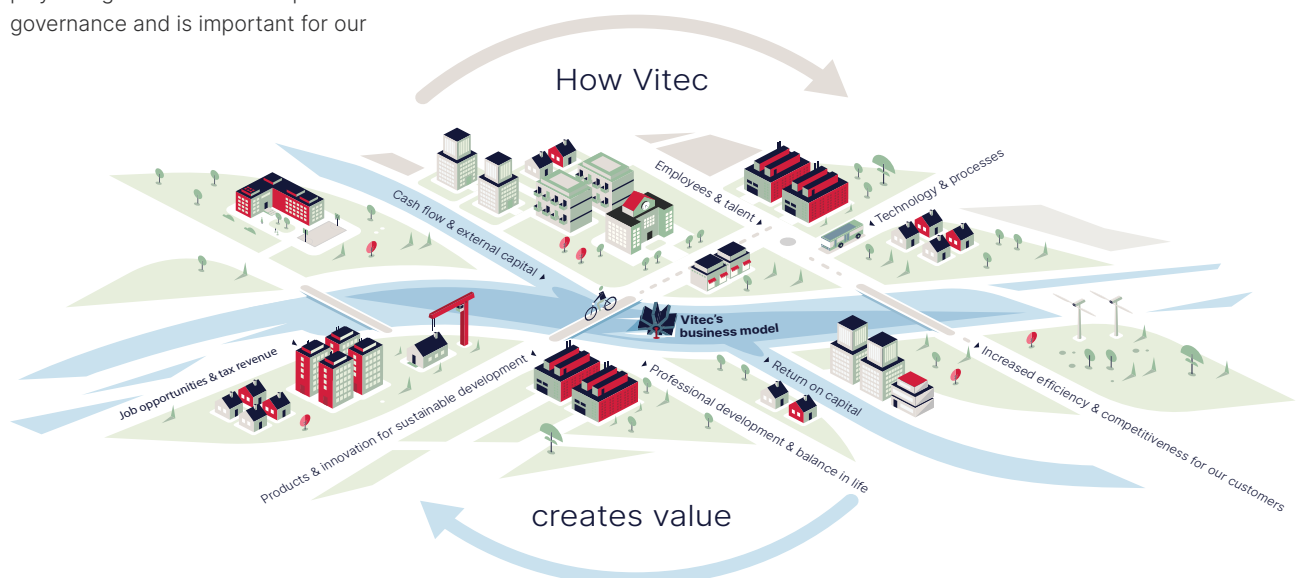 governance and is important for our
How Vitec
Employees & talent
Technology & processes
Cash flow & external capital
Vitec's
business model
Job opportunities & tax revenue
Products & innovation for sustainable development
Professional development & balance in life
Return on capital
Increased efficiency & competitiveness for our customers
creates value